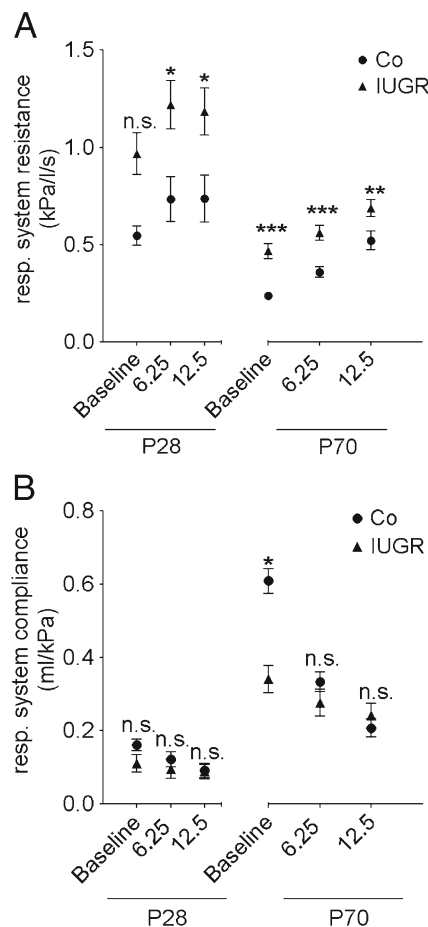 A
resp. system resistance
(kPa/l/s)
1.5
1.0
0.5
0.0
Co
IUGR
n.s.
*
*
***
***
**
Baseline
6.25
12.5
Baseline
6.25
12.5
P28
P70
B
resp. system compliance
(ml/kPa)
0.8
0.6
0.4
0.2
0.0
Co
IUGR
n.s.
n.s.
n.s.
*
n.s.
n.s.
Baseline
6.25
12.5
Baseline
6.25
12.5
P28
P70